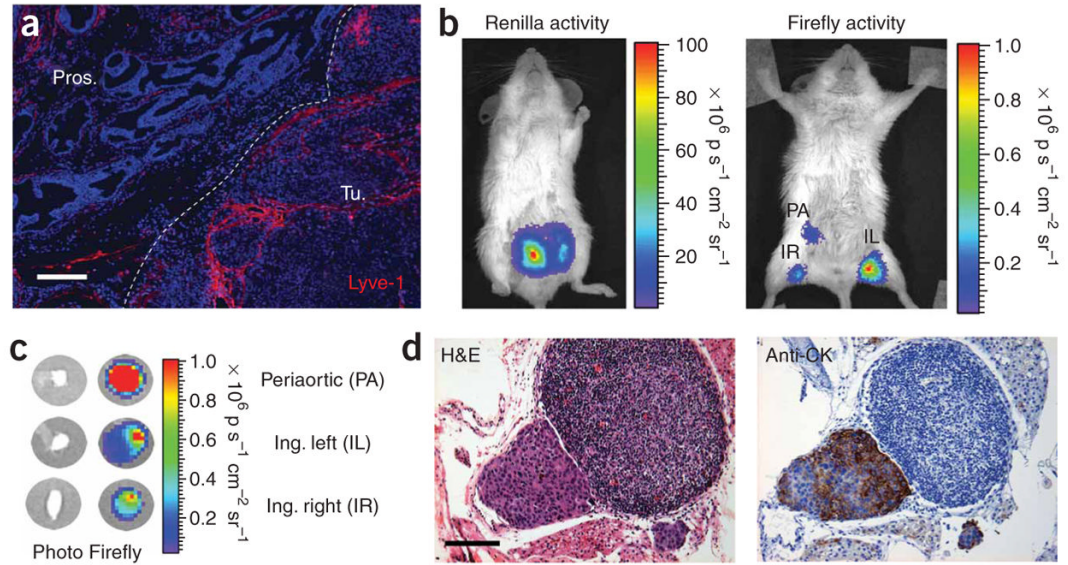 a
Pros.
Tu.
Lyve-1
b
Renilla activity
100
80
60
40
20
× 10⁶ p s⁻¹ cm⁻² sr⁻¹
Firefly activity
PA
IR
IL
1.0
0.8
0.6
0.4
0.2
× 10⁶ p s⁻¹ cm⁻² sr⁻¹
c
1.0
0.8
0.6
0.4
0.2
× 10⁶ p s⁻¹ cm⁻² sr⁻¹
Periaortic (PA)
Ing. left (IL)
Ing. right (IR)
Photo Firefly
d
H&E
Anti-CK